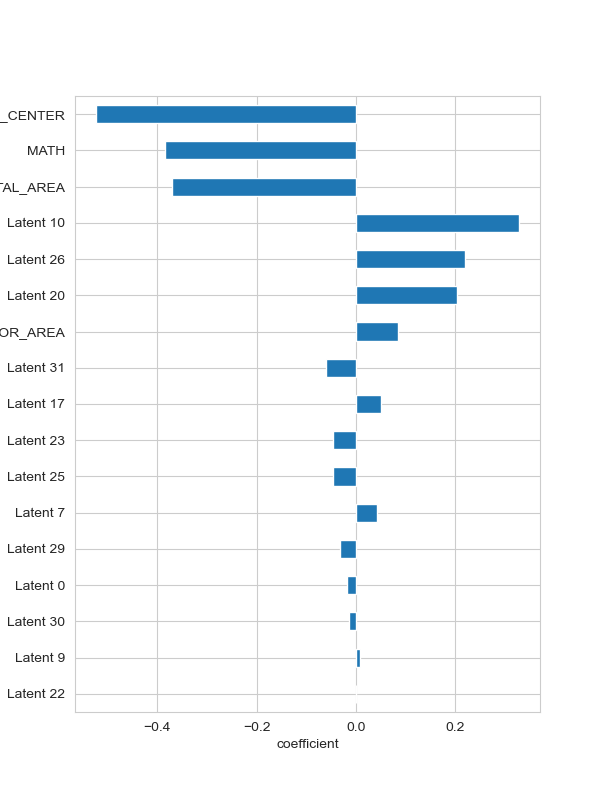 _CENTER
MATH
TAL_AREA
Latent 10
Latent 26
Latent 20
OR_AREA
Latent 31
Latent 17
Latent 23
Latent 25
Latent 7
Latent 29
Latent 0
Latent 30
Latent 9
Latent 22
−0.4 −0.2 0.0 0.2
coefficient